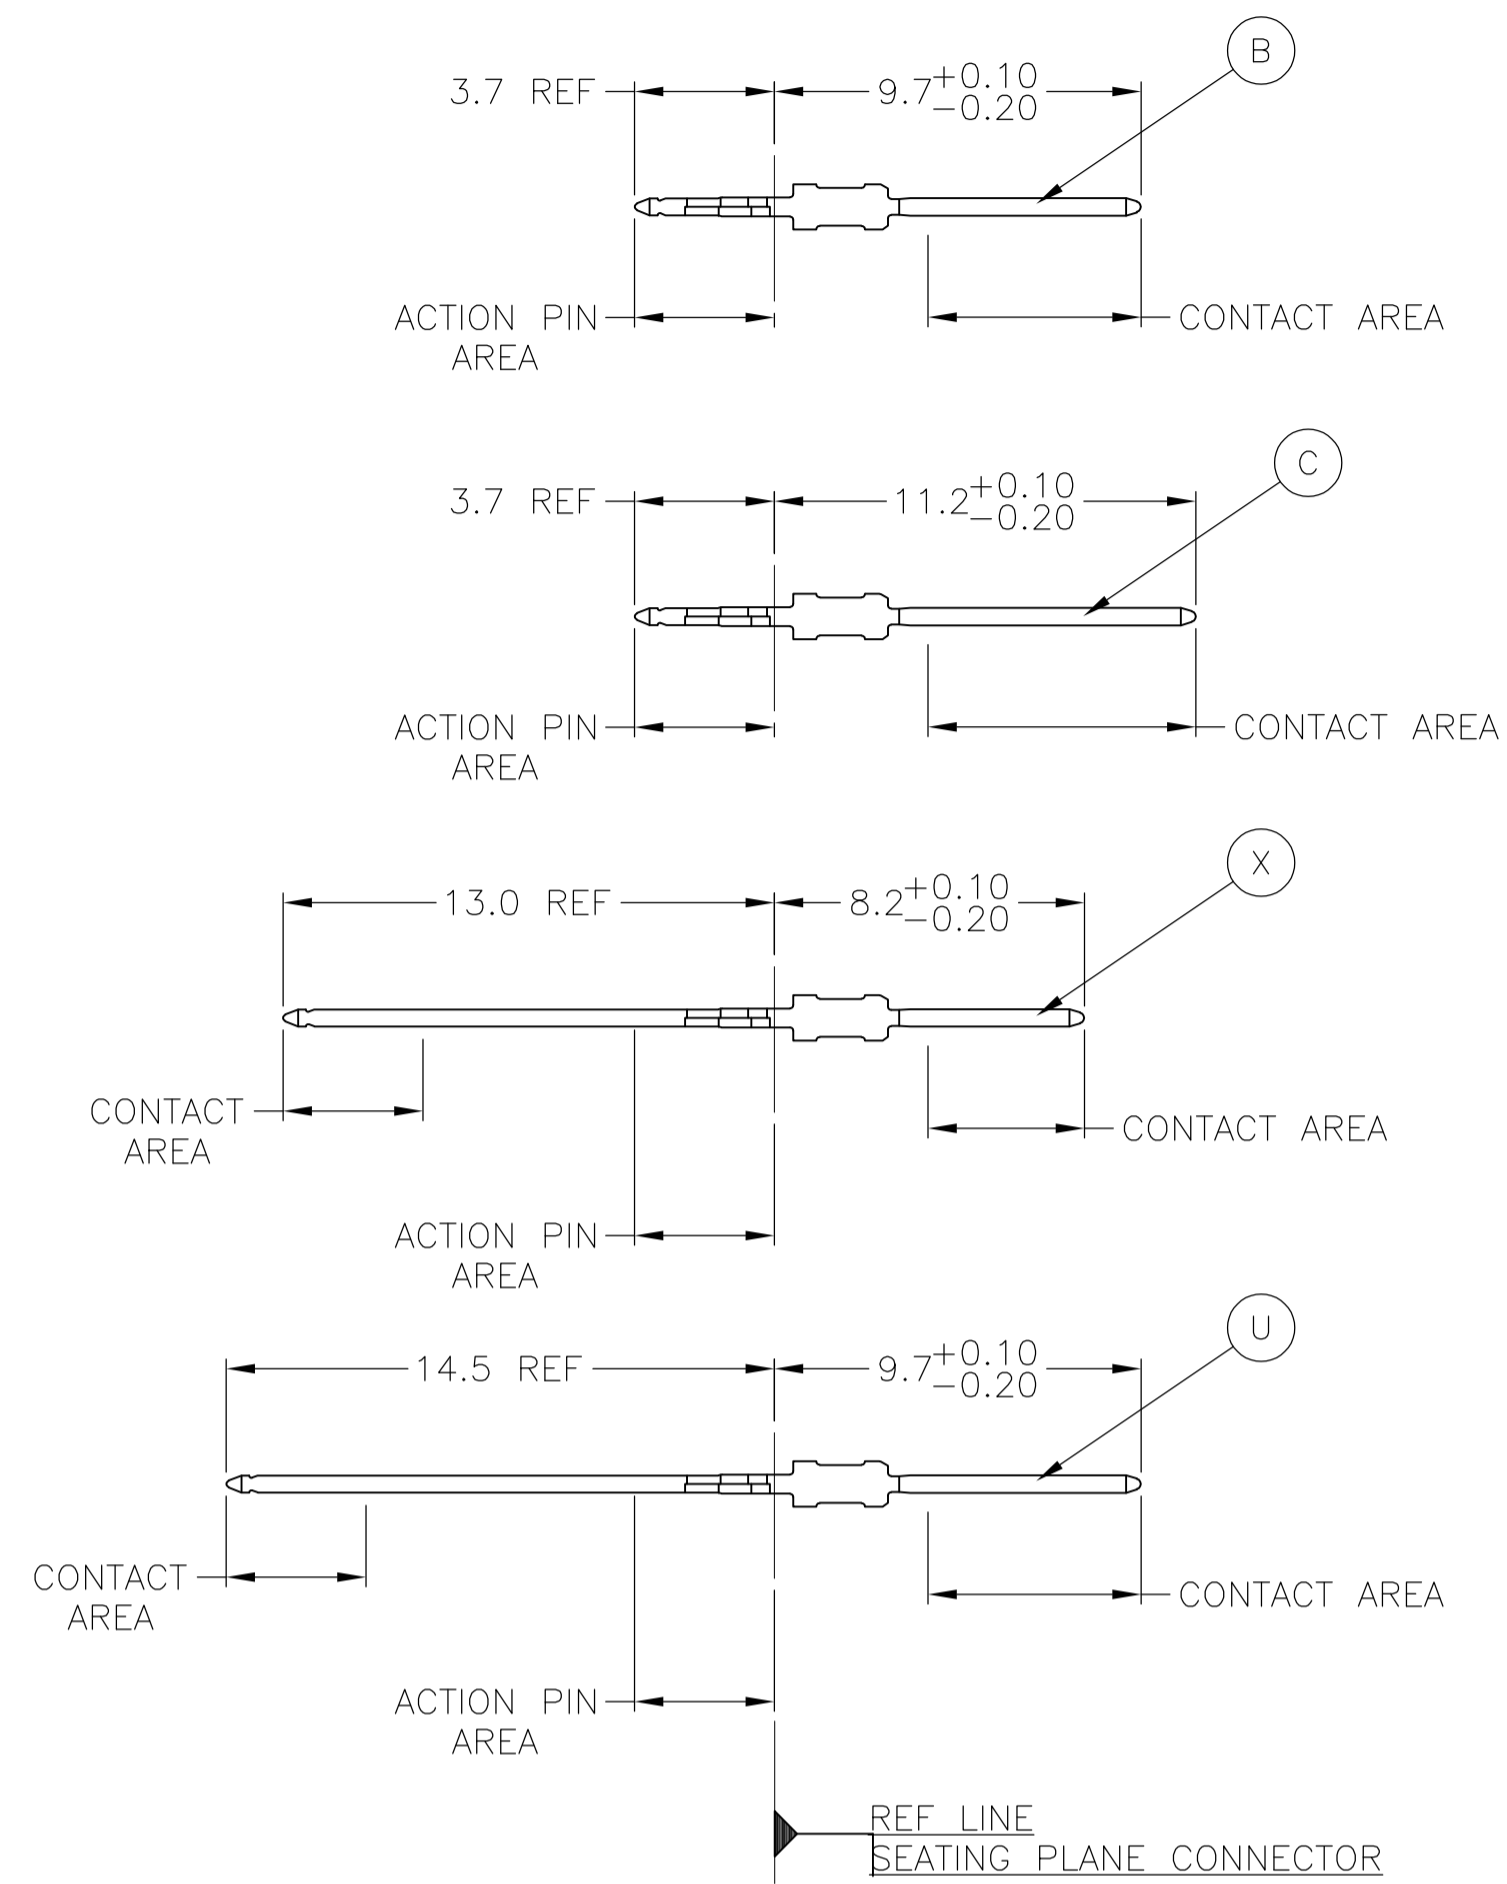 B
3.7 REF
9.7 +0.10
-0.20
ACTION PIN
AREA
CONTACT AREA
C
3.7 REF
11.2 +0.10
-0.20
ACTION PIN
AREA
CONTACT AREA
X
13.0 REF
8.2 +0.10
-0.20
CONTACT
AREA
CONTACT AREA
ACTION PIN
AREA
U
14.5 REF
9.7 +0.10
-0.20
CONTACT
AREA
CONTACT AREA
ACTION PIN
AREA
REF LINE
SEATING PLANE CONNECTOR